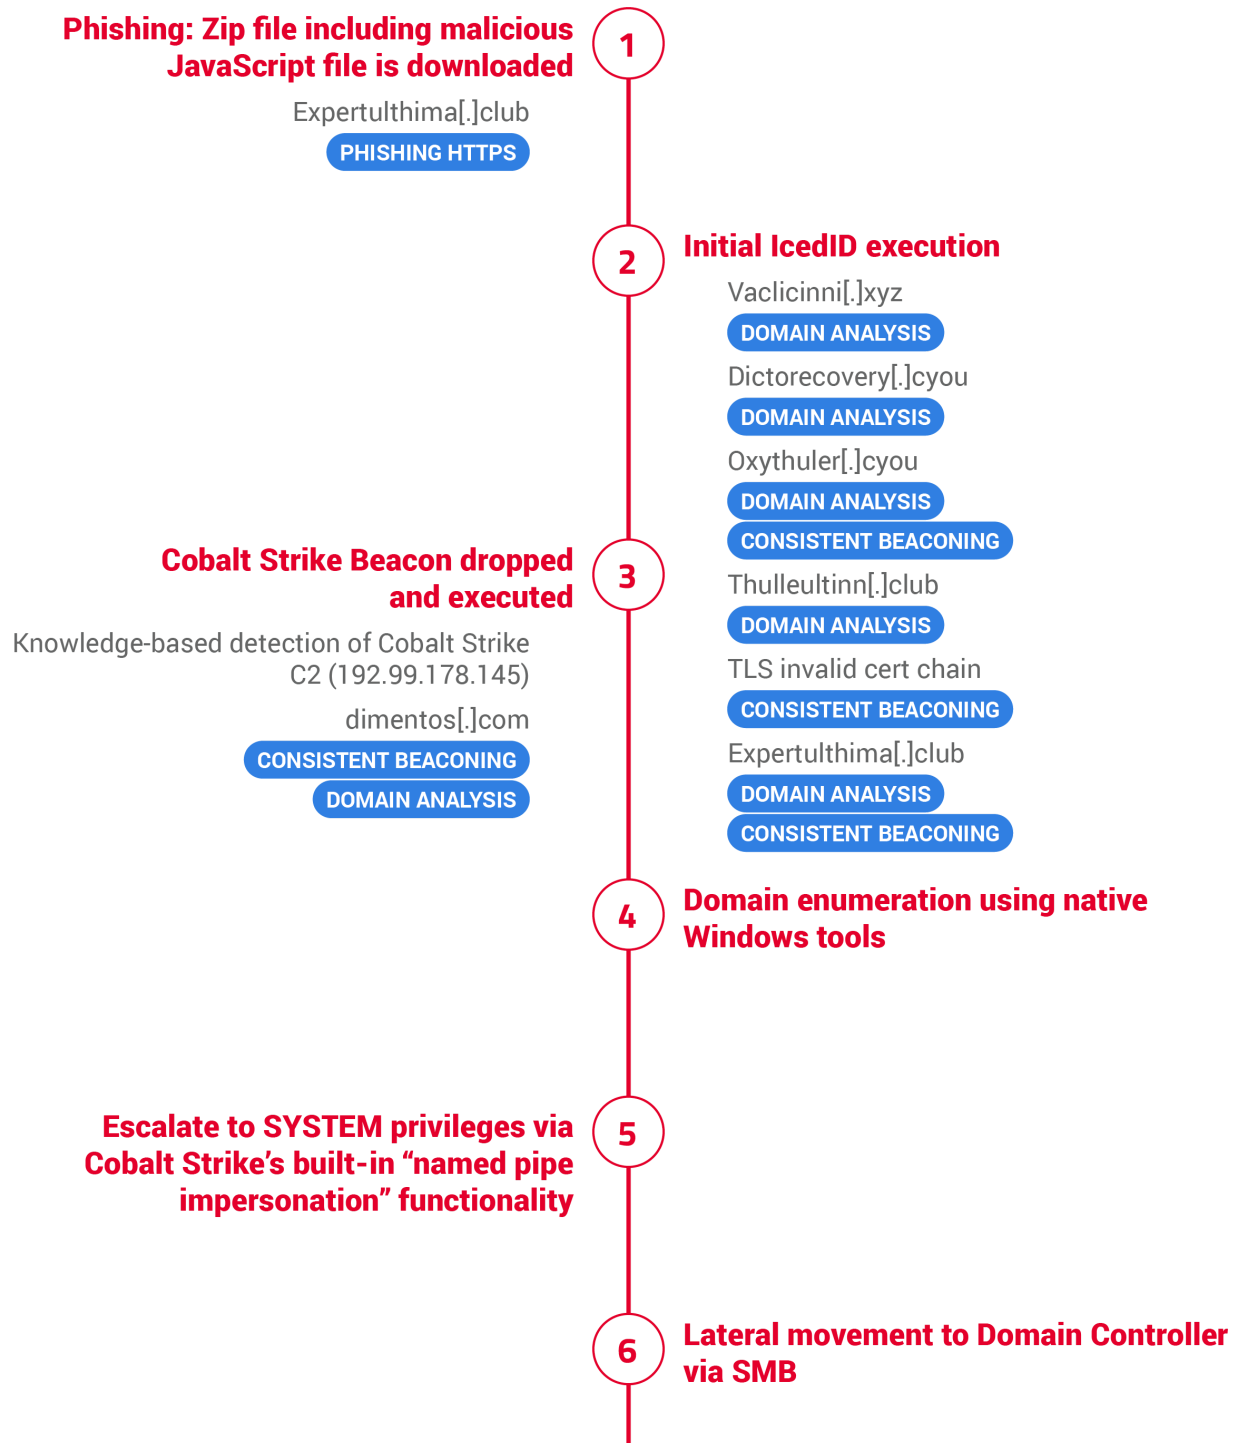 Phishing: Zip file including malicious
JavaScript file is downloaded
1
Expertulthima[.]club
PHISHING HTTPS
2
Initial IcedID execution
Vaclicinni[.]xyz
DOMAIN ANALYSIS
Dictorecovery[.]cyou
DOMAIN ANALYSIS
Oxythuler[.]cyou
DOMAIN ANALYSIS
CONSISTENT BEACONING
Thulleultinn[.]club
DOMAIN ANALYSIS
TLS invalid cert chain
CONSISTENT BEACONING
Expertulthima[.]club
DOMAIN ANALYSIS
CONSISTENT BEACONING
Cobalt Strike Beacon dropped
and executed
3
Knowledge-based detection of Cobalt Strike
C2 (192.99.178.145)
dimentos[.]com
CONSISTENT BEACONING
DOMAIN ANALYSIS
4
Domain enumeration using native
Windows tools
Escalate to SYSTEM privileges via
Cobalt Strike’s built-in “named pipe
impersonation” functionality
5
6
Lateral movement to Domain Controller
via SMB